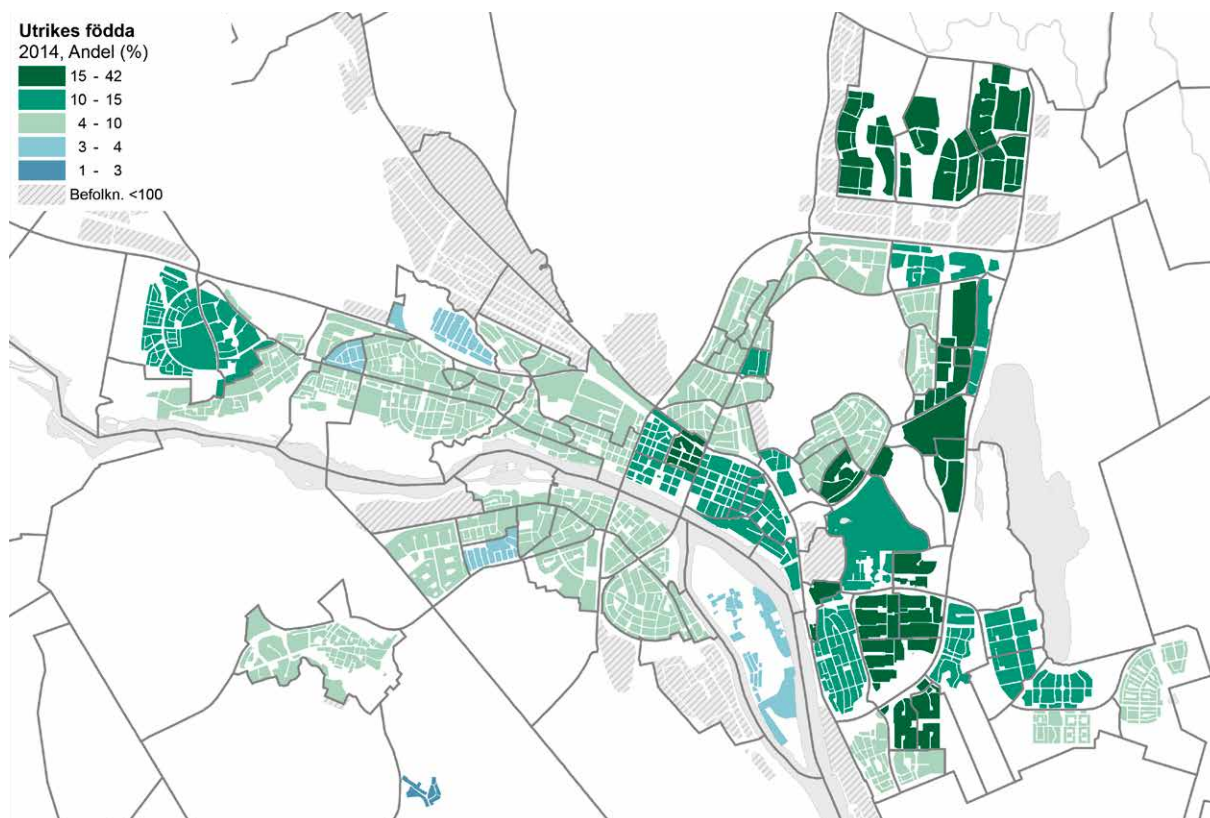 Utrikes födda
2014, Andel (%)
15 - 42
10 - 15
4 - 10
3 - 4
1 - 3
Befolkn. <100